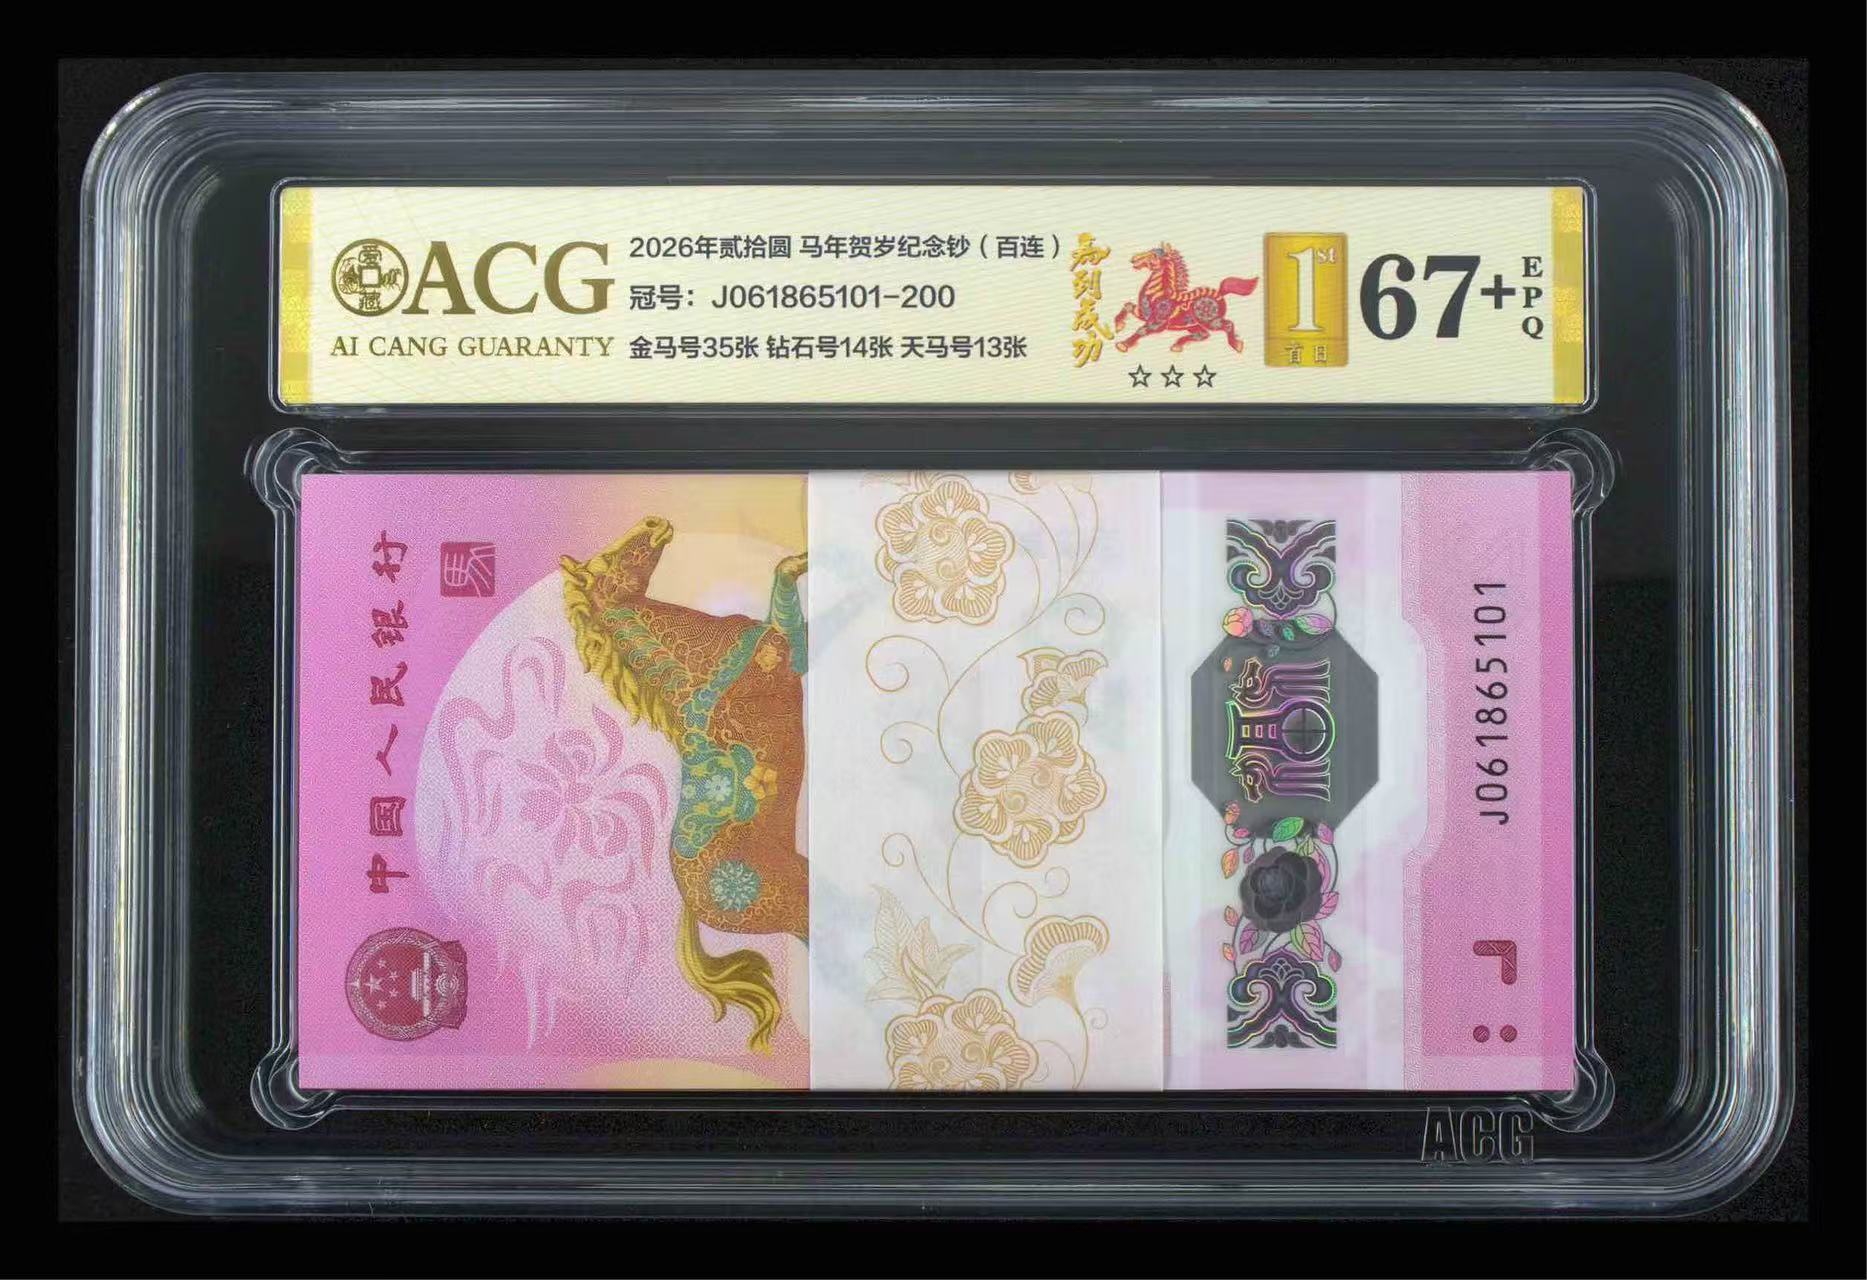 愛藏
ACG
AI CANG GUARANTY
2026年贰拾圆 马年贺岁纪念钞（百连）
冠号：J061865101-200
金马号35张 钻石号14张 天马号13张
马到成功
☆☆☆
1st
首日
67+
EPQ
中国人民银行
福
J061865101
ACG